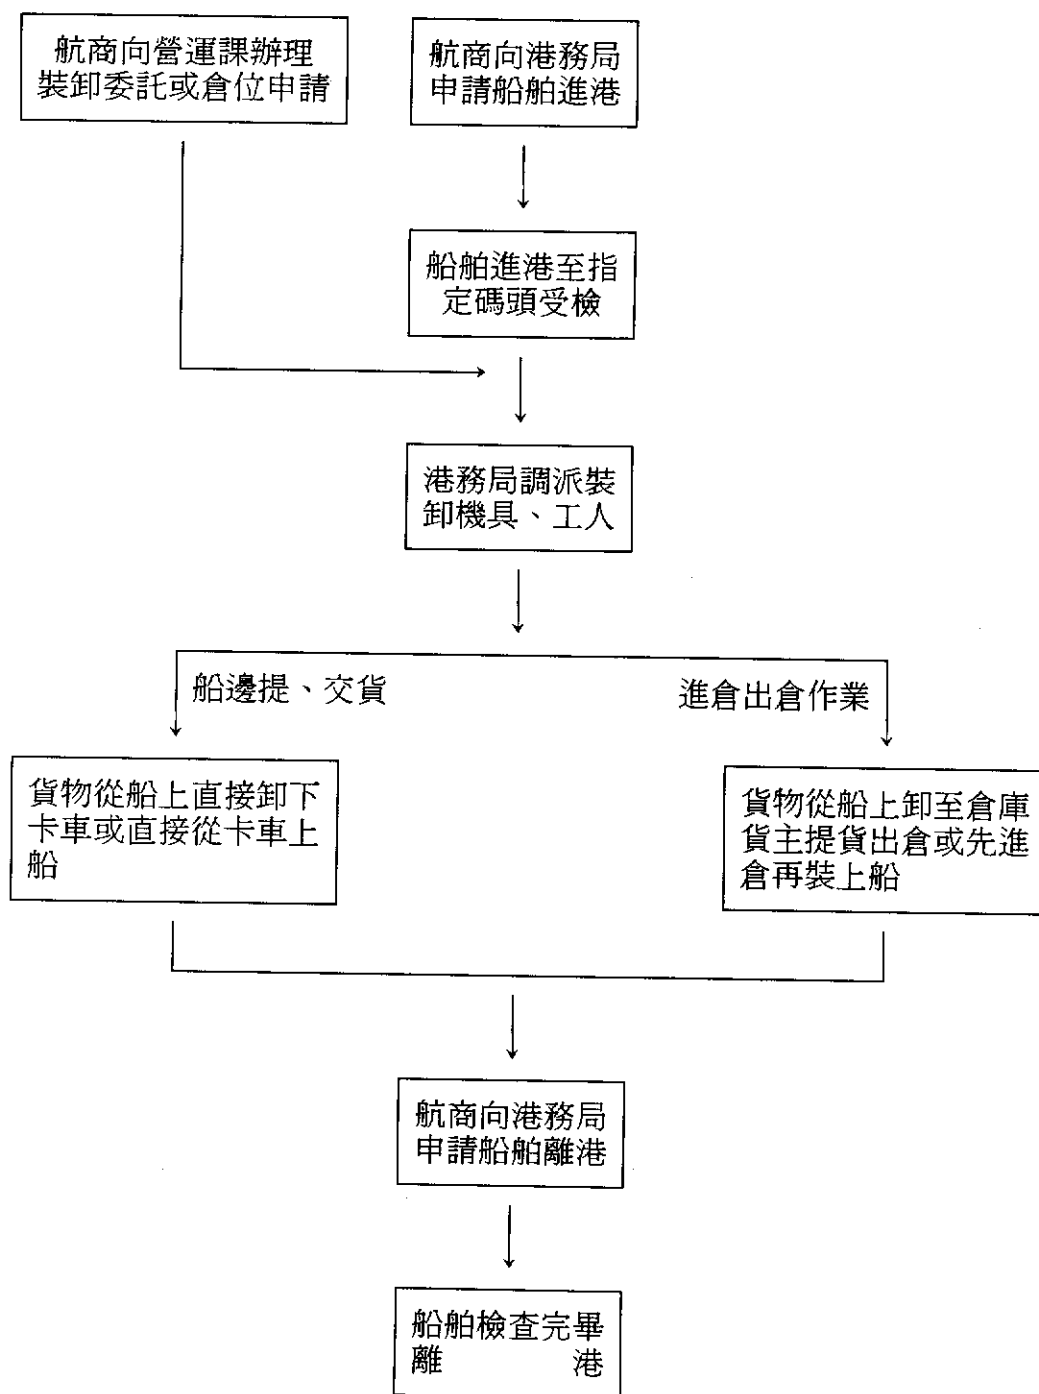 航商向營運課辦理
裝卸委託或倉位申請
航商向港務局
申請船舶進港
船舶進港至指
定碼頭受檢
港務局調派裝
卸機具、工人
船邊提、交貨
進倉出倉作業
貨物從船上直接卸下
卡車或直接從卡車上
船
貨物從船上卸至倉庫
貨主提貨出倉或先進
倉再裝上船
航商向港務局
申請船舶離港
船舶檢查完畢
離港